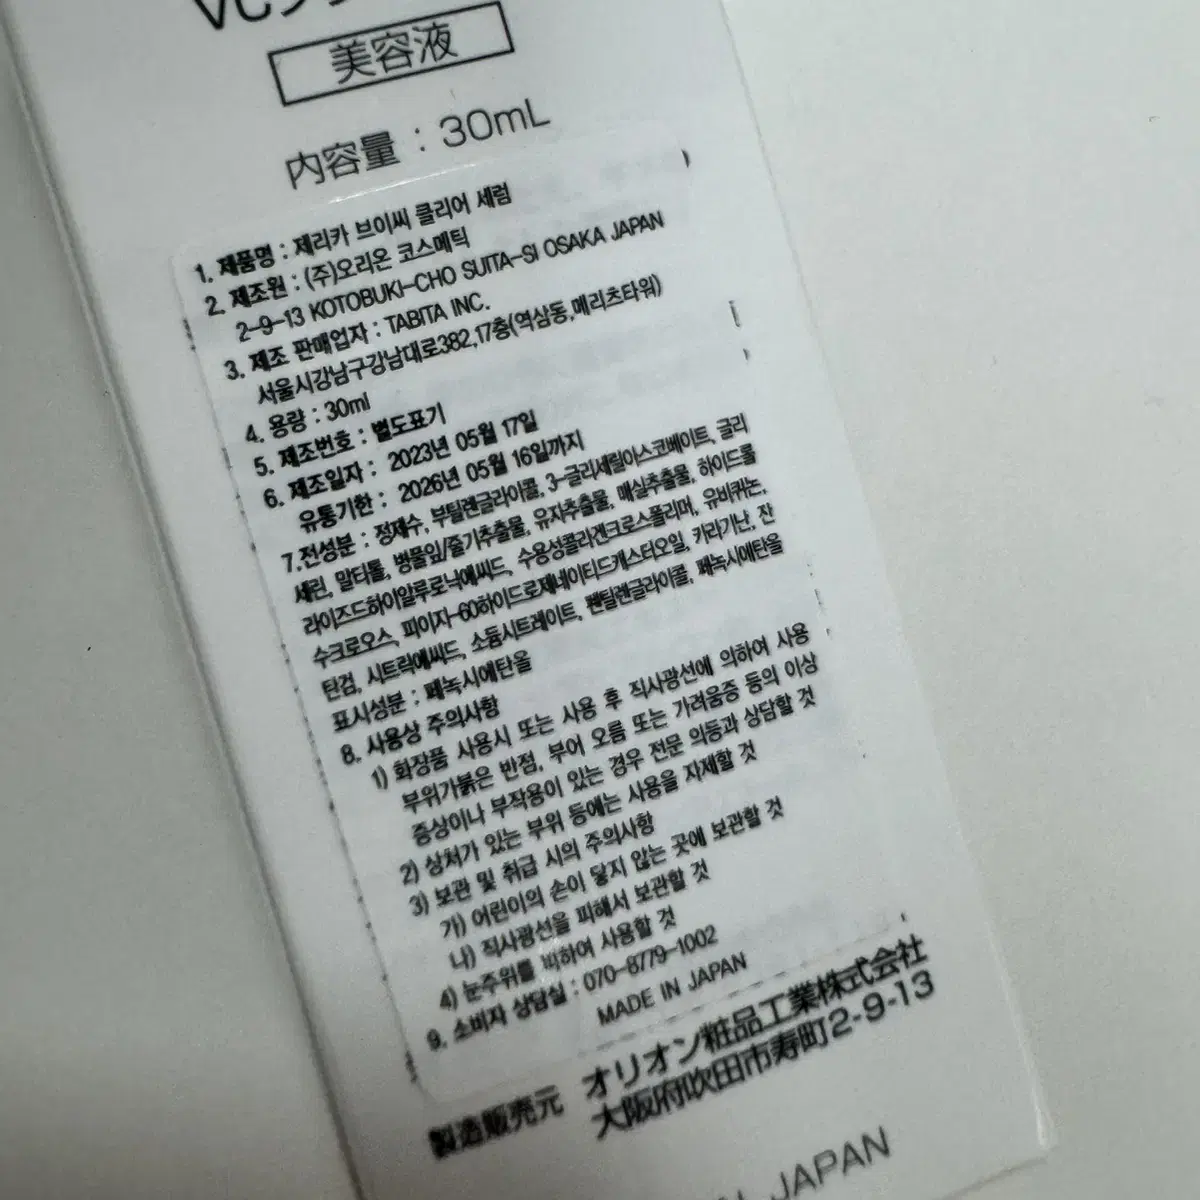 美容液
内容量 : 30mL
1. 제품명 : 제리카 브이씨 클리어 세럼
2. 제조원 : (주)오리온 코스메틱
2-9-13 KOTOBUKI-CHO SUITA-SI OSAKA JAPAN
3. 제조 판매업자 : TABITA INC.
서울시강남구강남대로382,17층(역삼동,메리츠타워)
4. 용량 : 30ml
5. 제조번호 : 별도표기
6. 제조일자 : 2023년 05월 17일
유통기한 : 2026년 05월 16일까지
7.전성분 : 정제수, 부틸렌글라이콜, 3-글리세릴아스코베이트, 글리
세린, 말티톨, 병풀잎/줄기추출물, 유자추출물, 매실추출물, 하이드롤
라이즈드하이알루로닉애씨드, 수용성콜라겐크로스폴리머, 유비퀴논,
수크로오스, 피이자-60하이드로제네이티드캐스터오일, 카라기난, 잔
탄검, 시트릭애씨드, 소듐시트레이트, 펜틸렌글라이콜, 페녹시에탄올
표시성분 : 페녹시에탄올
8. 사용상 주의사항
1) 화장품 사용시 또는 사용 후 직사광선에 의하여 사용
부위가붉은 반점, 부어 오름 또는 가려움증 등의 이상
증상이나 부작용이 있는 경우 전문 의등과 상담할 것
2) 상처가 있는 부위 등에는 사용을 자제할 것
3) 보관 및 취급 시의 주의사항
가) 어린이의 손이 닿지 않는 곳에 보관할 것
나) 직사광선을 피해서 보관할 것
4) 눈주위를 피하여 사용할 것
9. 소비자 상담실 : 070-8779-1002
MADE IN JAPAN
製造販売元 オリオン粧品工業株式会社
大阪府吹田市寿町2-9-13
JAPAN